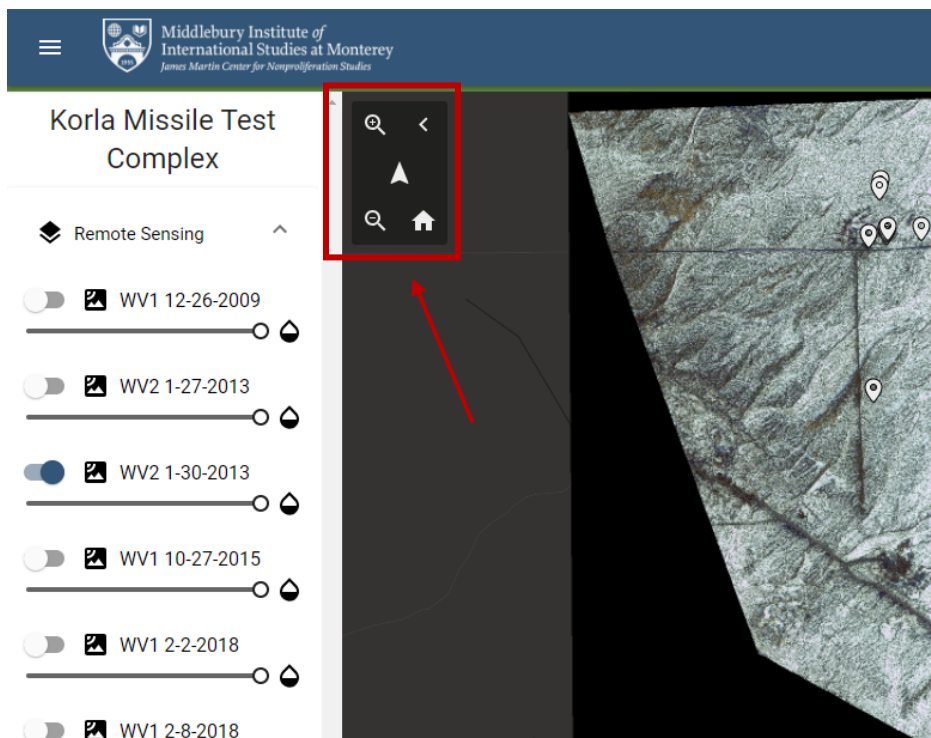 Middlebury Institute of
International Studies at Monterey
James Martin Center for Nonproliferation Studies
Korla Missile Test
Complex
Remote Sensing
WV1 12-26-2009
WV2 1-27-2013
WV2 1-30-2013
WV1 10-27-2015
WV1 2-2-2018
WV1 2-8-2018